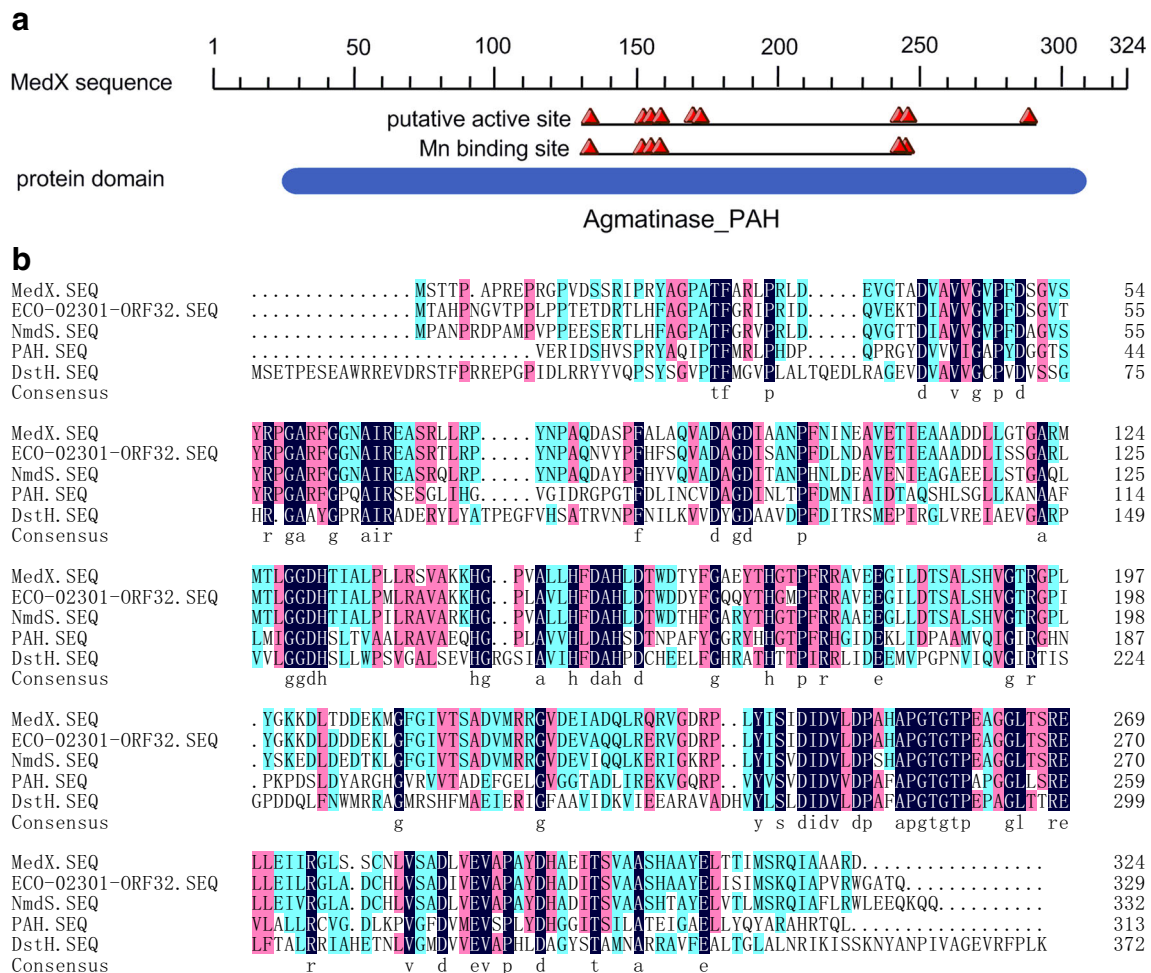 a
1 50 100 150 200 250 300 324
MedX sequence
putative active site
Mn binding site
protein domain
Agmatinase_PAH
b
MedX.SEQ ...............MSTTP.APREPRGPVDSSRIPRYAGPATFARLPRLD.....EVGTADVAVVGVPFDSGVS 54
ECO-02301-ORF32.SEQ ...............MTAHPNGVTPPLPPTETDRTLHFAGPATFGRIPRID.....QVEKTDIAVVGVPFDSGVT 55
NmdS.SEQ ...............MPANPRDPAMPVPPEESERTLHFAGPATFGRVPRLD.....QVGTTDIAVVGVPFDAGVS 55
PAH.SEQ ..........................VERIDSHVSPRYAQIPTFMRLPHDP.....QPRGYDVVVIGAPYDGGTS 44
DstH.SEQ MSETPESEAWRREVDRSTFPRREPGPIDLRRYYVQPSYSGVPTFMGVPLALTQEDLRAGEVDVAVVGCPVDVSSG 75
Consensus tf p d v g p d
MedX.SEQ YRPGARFGGNAIREASRLLRP.....YNPAQDASPFALAQVADAGDIAANPFNINEAVETIEAAADDLLGTGARM 124
ECO-02301-ORF32.SEQ YRPGARFGGNAIREASRLLRP.....YNPAQNVYPFHFSQVADAGDISANPFDLNDAVETIEAAADDLISSGARL 125
NmdS.SEQ YRPGARFGGNAIREASRQLRP.....YNPAQDAYPFHYVQVADAGDIAANPHNLDEAVENIEAGAEELLSTGAQL 125
PAH.SEQ YRPGARFGPQAIRSESGLIHG.....VGIDRGPGTFDLINCVDAGDINLTPFDMNIAIDTAQSHLSGLLKANAAF 114
DstH.SEQ HR.GAAYGPRAIRADERYLYATPEGFVHSATRVNPFNILKVVDYGDAAVDPFDITRSMEPIRGLVREIAEVGARP 149
Consensus r ga g air f d gd p a
MedX.SEQ MTLGGDHTIALPLLRSVAKKHG..PVALLHFDAHLDTWDTYFGAEYTHGTPFRRAVEEGILDTSALSHVGTRGPL 197
ECO-02301-ORF32.SEQ MTLGGDHTIALPMLRAVAKKHG..PLAVLHFDAHLDTWDDYFGQQYTHGMPFRRAVEEGILDTSALSHVGTRGPI 198
NmdS.SEQ MTLGGDHTIALPILRAVARKHG..PVALLHFDAHLDTWDTHFGARYTHGTPFRRAAEEGLLDTSALSHVGTRGPL 198
PAH.SEQ LMIGGDHSLTVAALRAVAEQHG..PLAVVHLDAHSDTNPAFYGGRYHHGTPFRHGIDEKLIDPAAMVQIGIRGHN 187
DstH.SEQ VVLGGDHSLLWPSVGALSEVHGRGSIAVIHFDAHPDCHEELFGHRATHTTPIRRLIDEEMVPGPNVIQVGIRTIS 224
Consensus ggdh hg a h dah d g h p r e g r
MedX.SEQ .YGKKDLTDDEKMGFGIVTSADVMRRGVDEIADQLRQRVGDRP..LYISIDIDVLDPAHAPGTGTPEAGGLTSRE 269
ECO-02301-ORF32.SEQ .YGKKDLDDDEKLGFGIVTSADVMRRGVDEVAQQLRERVGDRP..LYISIDIDVLDPAHAPGTGTPEAGGLTSRE 270
NmdS.SEQ .YSKEDLEDDTKLGFGIVTSADVMRRGVDEVIQQLKERIGKRP..LYISVDIDVLDPSHAPGTGTPEAGGLTSRE 270
PAH.SEQ .PKPDSLDYARGHGVRVVTADEFGELGVGGTADLIREKVGQRP..VYVSVDIDVVDPAFAPGTGTPAPGGLLSRE 259
DstH.SEQ GPDDQLFNWMRRAGMRSHFMAEIERIGFAAVIDKVIEEARAVADHVYLSLDIDVLDPAFAPGTGTPEPAGLTTRE 299
Consensus g g y s didv dp apgtgtp gl re
MedX.SEQ LLEIIRGLS.SCNLVSADLVEVAPAYDHAEITSVAASHAAYELTTIMSRQIAAARD................. 324
ECO-02301-ORF32.SEQ LLEILRGLA.DCHLVSADIVEVAPAYDHADITSVAASHAAYELISIMSKQIAPVRWGATQ............. 329
NmdS.SEQ LLEIVRGLA.DCHLVSADLVEVAPAYDHADITSVAASHTAYELVTLMSRQIAFLRWLEEQKQQ.......... 332
PAH.SEQ VLALLRCVG.DLKPVGFDVMEVSPLYDHGGITSILATEIGAELLYQYARAHRTQL.................. 313
DstH.SEQ LFTALRRIAHETNLVGMDVVEVAPHLDAGYSTAMNARRAVFEALTGLALNRIKISSKNYANPIVAGEVRFPLK 372
Consensus r v d ev p d t a e